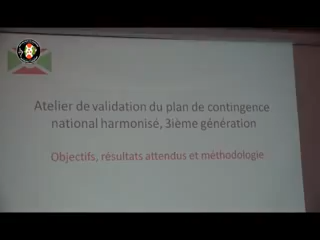 Atelier de validation du plan de contingence
national harmonisé, 3ième génération
Objectifs, résultats attendus et méthodologie